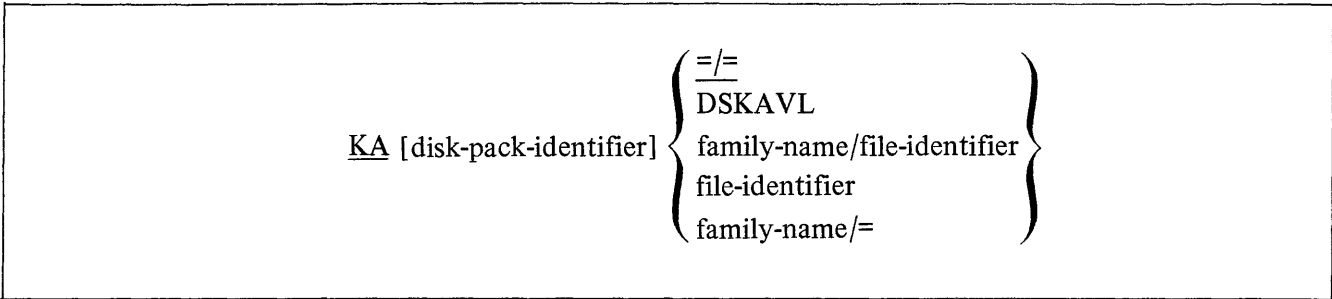 =/=
DSKAVL
KA [disk-pack-identifier] family-name/file-identifier
file-identifier
family-name/=